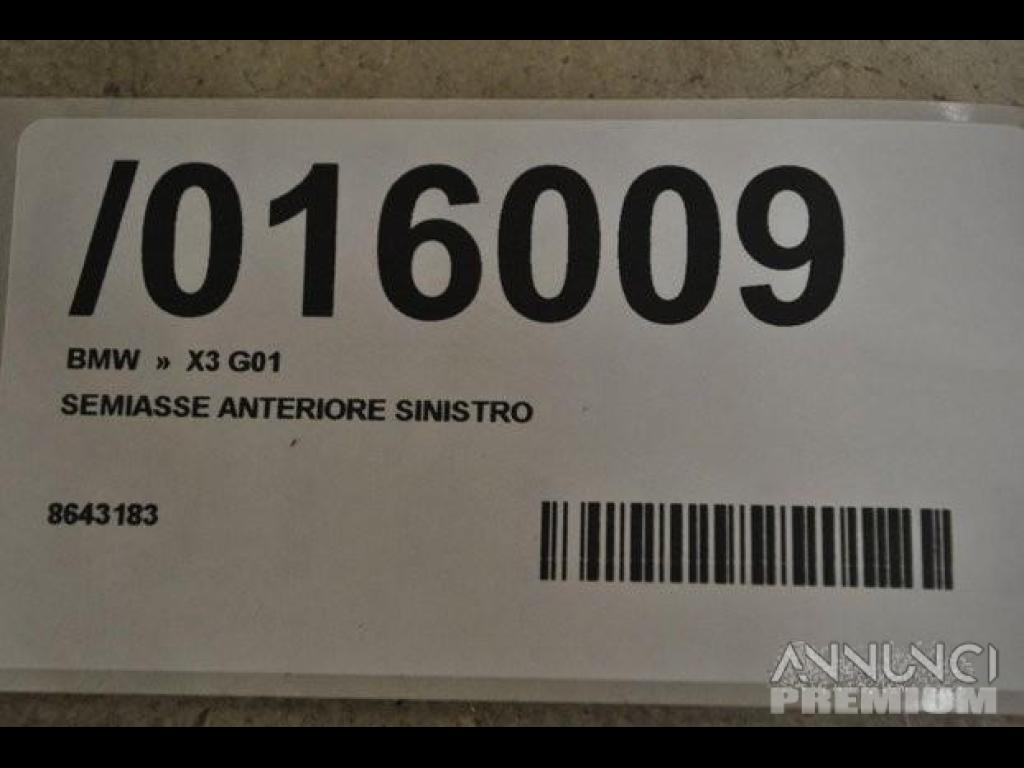 /016009
BMW » X3 G01
SEMIASSE ANTERIORE SINISTRO
8643183
ANNUNCI
PREMIUM